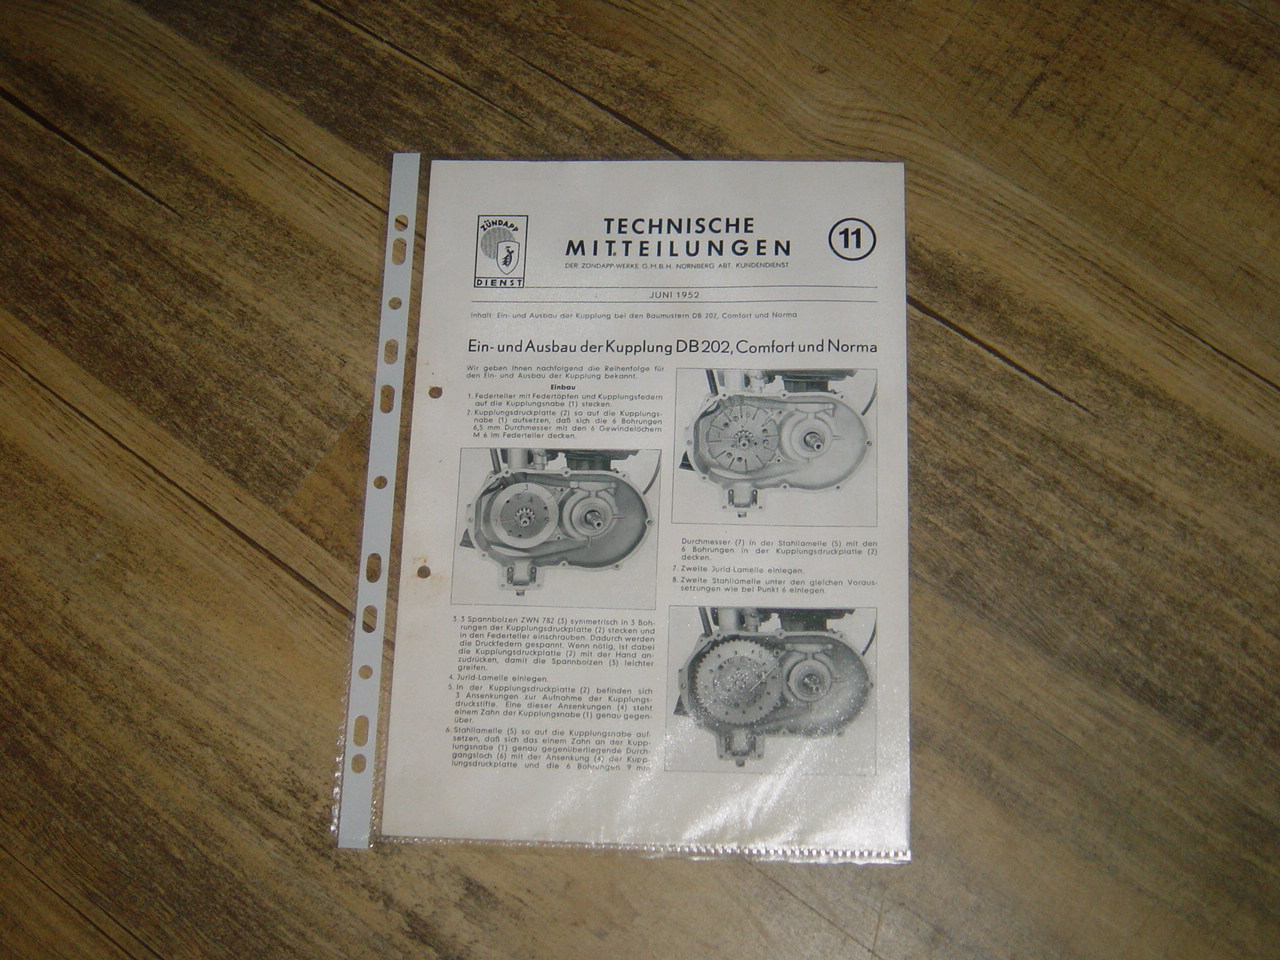 ZÜNDAPP
DIENST
TECHNISCHE
MITTEILUNGEN
DER ZÜNDAPP-WERKE G.M.B.H. NÜRNBERG ABT. KUNDENDIENST
11
JUNI 1952
Inhalt: Ein- und Ausbau der Kupplung bei den Baumustern DB 202, Comfort und Norma
Ein- und Ausbau der Kupplung DB 202, Comfort und Norma
Wir geben Ihnen nachfolgend die Reihenfolge für
den Ein- und Ausbau der Kupplung bekannt.
Einbau
1. Federteller mit Federtöpfen und Kupplungsfedern
auf die Kupplungsnabe (1) stecken.
2. Kupplungsdruckplatte (2) so auf die Kupplungs-
nabe (1) aufsetzen, daß sich die 6 Bohrungen
6,5 mm Durchmesser mit den 6 Gewindelöchern
M 6 im Federteller decken.
3. 3 Spannbolzen ZWN 782 (3) symmetrisch in 3 Boh-
rungen der Kupplungsdruckplatte (2) stecken und
in den Federteller einschrauben. Dadurch werden
die Druckfedern gespannt. Wenn nötig, ist dabei
die Kupplungsdruckplatte (2) mit der Hand an-
zudrücken, damit die Spannbolzen (3) leichter
greifen.
4. Jurid-Lamelle einlegen.
5. In der Kupplungsdruckplatte (2) befinden sich
3 Ansenkungen zur Aufnahme der Kupplungs-
druckstifte. Eine dieser Ansenkungen (4) steht
einem Zahn der Kupplungsnabe (1) genau gegen-
über.
6. Stahllamelle (5) so auf die Kupplungsnabe auf-
setzen, daß sich das einem Zahn an der Kupp-
lungsnabe (1) genau gegenüberliegende Durch-
gangsloch (6) mit der Ansenkung (4) der Kupp-
lungsdruckplatte und die 6 Bohrungen 9 mm
Durchmesser (7) in der Stahllamelle (5) mit den
6 Bohrungen in der Kupplungsdruckplatte (2)
decken.
7. Zweite Jurid-Lamelle einlegen.
8. Zweite Stahllamelle unter den gleichen Voraus-
setzungen wie bei Punkt 6 einlegen.